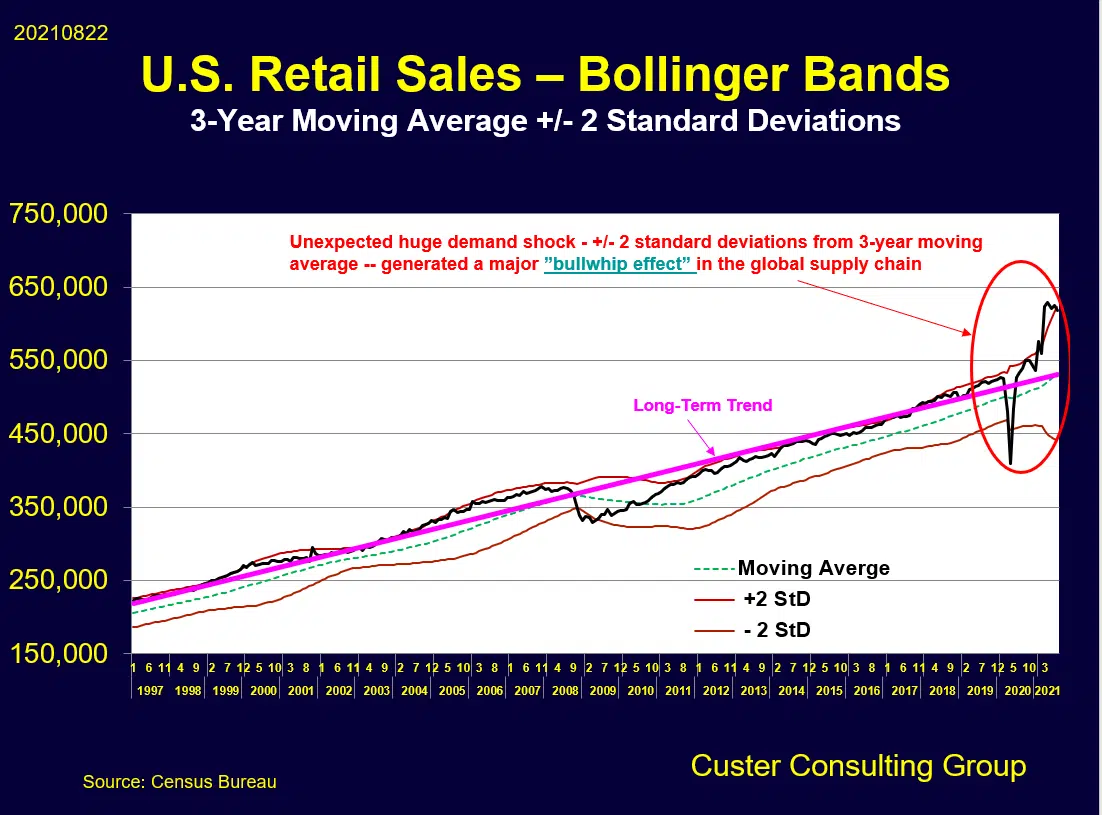 20210822
U.S. Retail Sales – Bollinger Bands
3-Year Moving Average +/- 2 Standard Deviations
750,000
650,000
550,000
450,000
350,000
250,000
150,000
Unexpected huge demand shock - +/- 2 standard deviations from 3-year moving
average -- generated a major ”bullwhip effect” in the global supply chain
Long-Term Trend
Moving Averge
+2 StD
- 2 StD
1 6 11 4 9 2 7 12 5 10 3 8 1 6 11 4 9 2 7 12 5 10 3 8 1 6 11 4 9 2 7 12 5 10 3 8 1 6 11 4 9 2 7 12 5 10 3 8 1 6 11 4 9 2 7 12 5 10 3
1997 1998 1999 2000 2001 2002 2003 2004 2005 2006 2007 2008 2009 2010 2011 2012 2013 2014 2015 2016 2017 2018 2019 2020 2021
Custer Consulting Group
Source: Census Bureau